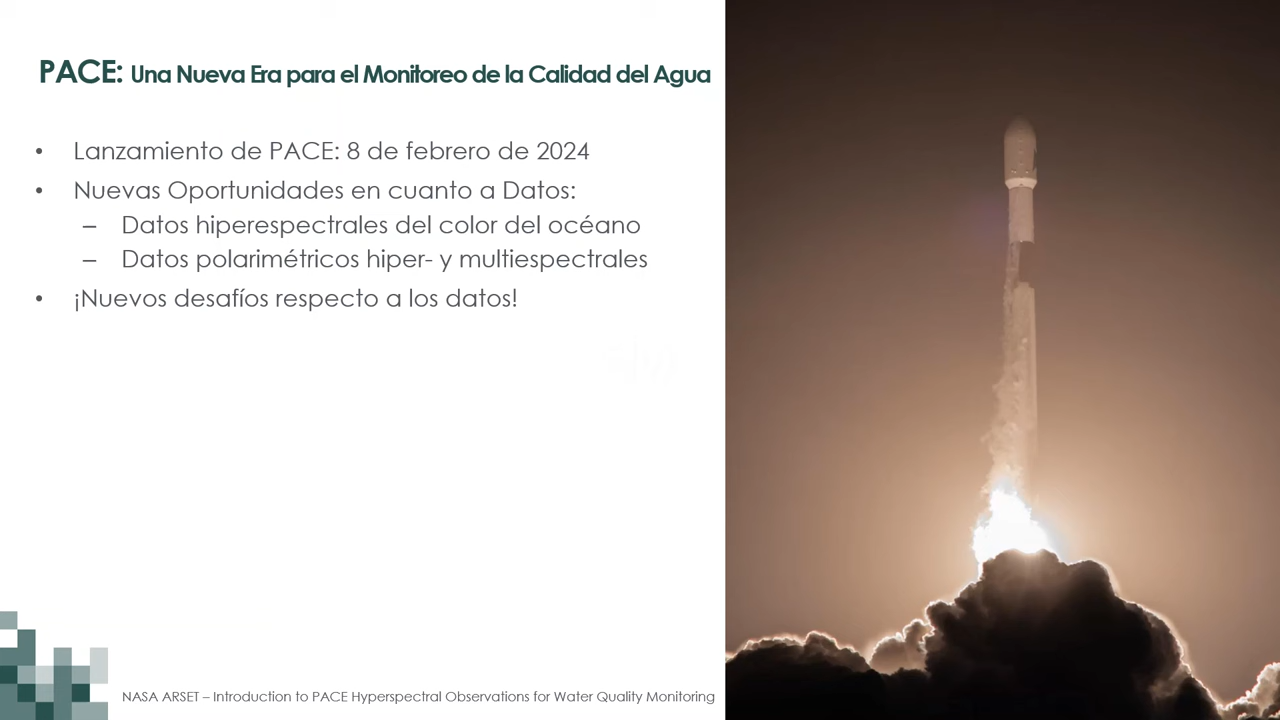 PACE: Una Nueva Era para el Monitoreo de la Calidad del Agua
• Lanzamiento de PACE: 8 de febrero de 2024
• Nuevas Oportunidades en cuanto a Datos:
– Datos hiperespectrales del color del océano
– Datos polarimétricos hiper- y multiespectrales
• ¡Nuevos desafíos respecto a los datos!
NASA ARSET – Introduction to PACE Hyperspectral Observations for Water Quality Monitoring